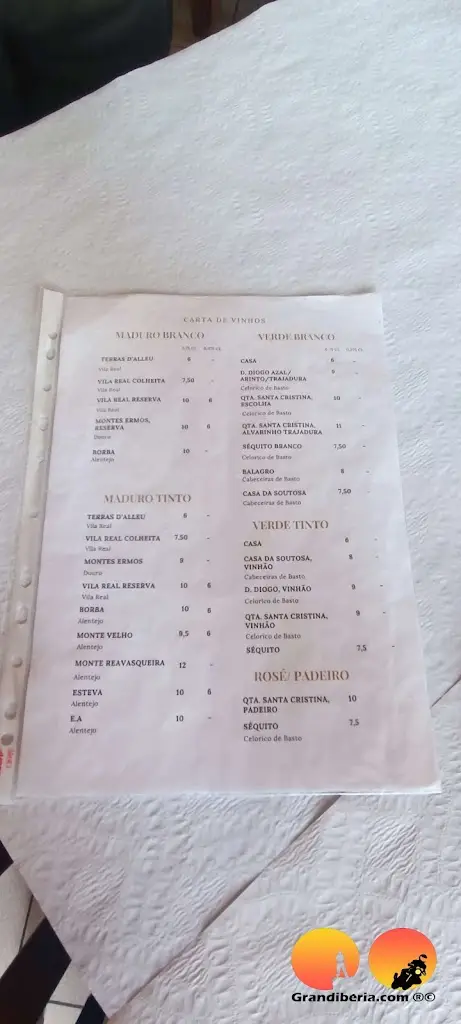 CARTA DE VINHOS
MADURO BRANCO
TERRAS D'ALLEU 6 -
Vila Real
VILA REAL COLHEITA 7,50 -
Vila Real
VILA REAL RESERVA 10 6
Vila Real
MONTES ERMOS, RESERVA 10 6
Douro
BORBA 10 -
Alentejo
MADURO TINTO
TERRAS D'ALLEU 6 -
Vila Real
VILA REAL COLHEITA 7,50 -
Vila Real
MONTES ERMOS 8 -
Douro
VILA REAL RESERVA 10 6
Vila Real
BORBA 10 6
Alentejo
MONTE VELHO 9,5 6
Alentejo
MONTE REAVASQUEIRA 12 -
Alentejo
ESTEVA 10 6
Alentejo
E.A 10 -
Alentejo
VERDE BRANCO
CASA 6 -
D. DIOGO AZAL/
ARINTO/TRAJADURA
Celorico de Basto
QTA. SANTA CRISTINA, 10 -
ESCOLHA
Celorico de Basto
QTA. SANTA CRISTINA, 11 -
ALVARINHO TRAJADURA
SÉQUITO BRANCO 7,50 -
Celorico de Basto
BALAGRO 8 -
Cabeceiras de Basto
CASA DA SOUTOSA 7,50 -
Cabeceiras de Basto
VERDE TINTO
CASA 6 -
CASA DA SOUTOSA, 8 -
VINHÃO
Cabeceiras de Basto
D. DIOGO, VINHÃO 9 -
Celorico de Basto
QTA. SANTA CRISTINA, 9 -
VINHÃO
Celorico de Basto
SÉQUITO 7,5 -
ROSÉ/ PADEIRO
QTA. SANTA CRISTINA, 10
PADEIRO
SÉQUITO 7,5
Celorico de Basto
Grandiberia.com ®©